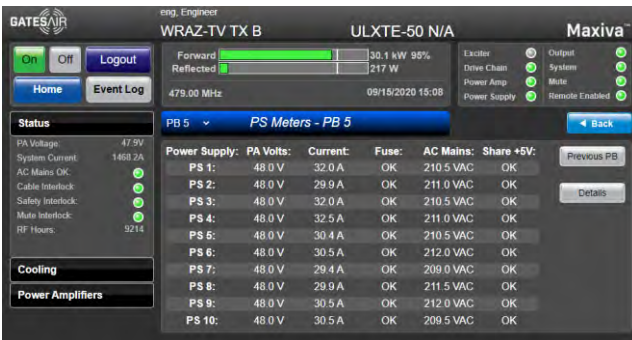 GATESAIR
eng, Engineer
WRAZ-TV TX B
ULXTE-50 N/A
Maxiva
On
Off
Logout
Home
Event Log
Forward
30.1 kW 95%
Reflected
217 W
479.00 MHz
09/15/2020 15:08
Exciter
Output
Drive Chain
System
Power Amp
Mute
Power Supply
Remote Enabled
Status
PB 5
PS Meters - PB 5
Back
PA Voltage: 47.9V
System Current: 1468.2A
AC Mains OK:
Cable Interlock
Safety Interlock:
Mute Interlock:
RF Hours: 9214
Cooling
Power Amplifiers
Power Supply: PA Volts: Current: Fuse: AC Mains: Share +5V:
PS 1: 48.0 V 32.0 A OK 210.5 VAC OK
PS 2: 48.0 V 29.9 A OK 211.0 VAC OK
PS 3: 48.0 V 32.0 A OK 210.5 VAC OK
PS 4: 48.0 V 32.5 A OK 211.0 VAC OK
PS 5: 48.0 V 30.4 A OK 210.5 VAC OK
PS 6: 48.0 V 30.5 A OK 212.0 VAC OK
PS 7: 48.0 V 29.4 A OK 209.0 VAC OK
PS 8: 48.0 V 29.9 A OK 211.5 VAC OK
PS 9: 48.0 V 30.5 A OK 212.0 VAC OK
PS 10: 48.0 V 30.5 A OK 209.5 VAC OK
Previous PB
Details